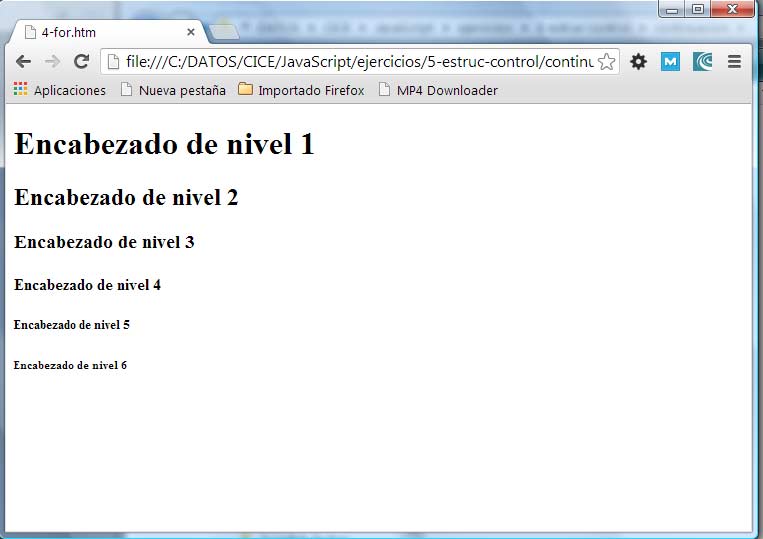 4-for.htm
file:///C:/DATOS/CICE/JavaScript/ejercicios/5-estruc-control/continu
Aplicaciones Nueva pestaña Importado Firefox MP4 Downloader
Encabezado de nivel 1
Encabezado de nivel 2
Encabezado de nivel 3
Encabezado de nivel 4
Encabezado de nivel 5
Encabezado de nivel 6